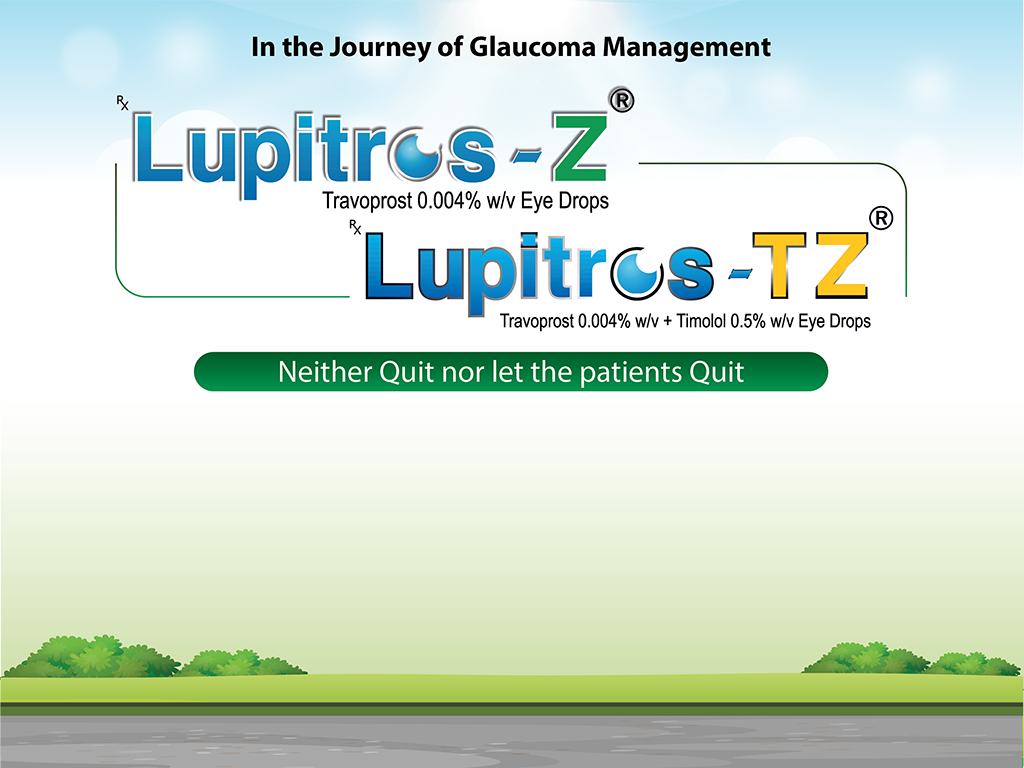 In the Journey of Glaucoma Management
Rx
Lupitros - Z®
Travoprost 0.004% w/v Eye Drops
Rx
Lupitros - TZ®
Travoprost 0.004% w/v + Timolol 0.5% w/v Eye Drops
Neither Quit nor let the patients Quit